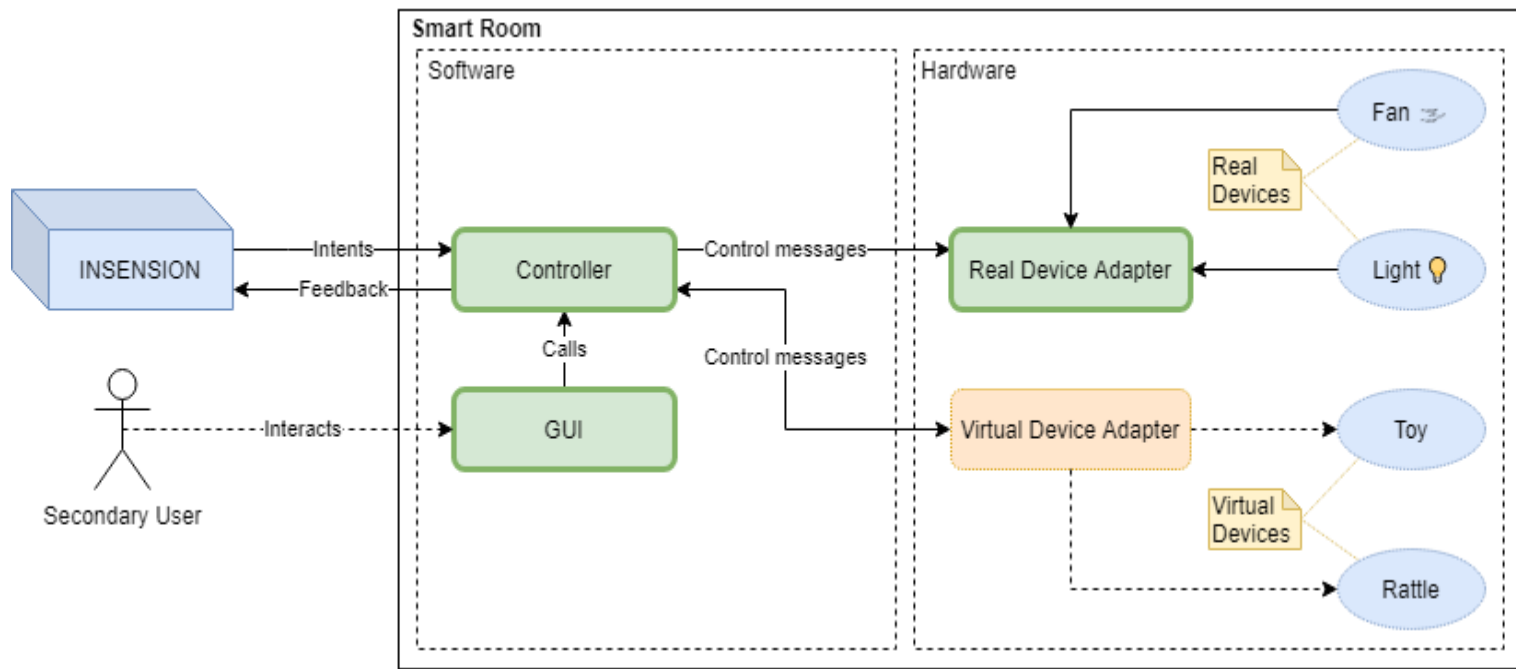 Smart Room
Software
Hardware
Fan
Real
Devices
INSENSION
Intents
Feedback
Controller
Control messages
Real Device Adapter
Light
Calls
Control messages
Secondary User
Interacts
GUI
Virtual Device Adapter
Toy
Virtual
Devices
Rattle